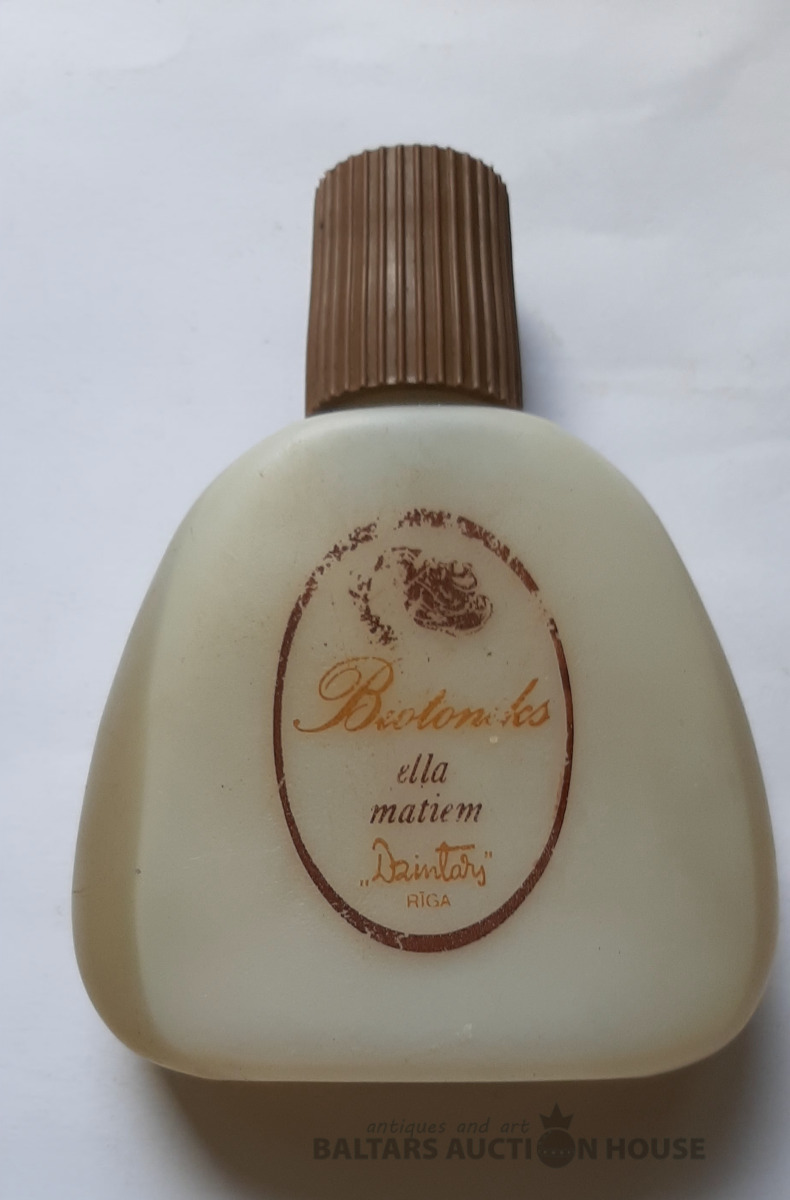 Biotoniks
ella
matiem
„Dzintars”
RĪGA
antiques and art
BALTARS AUCTION HOUSE